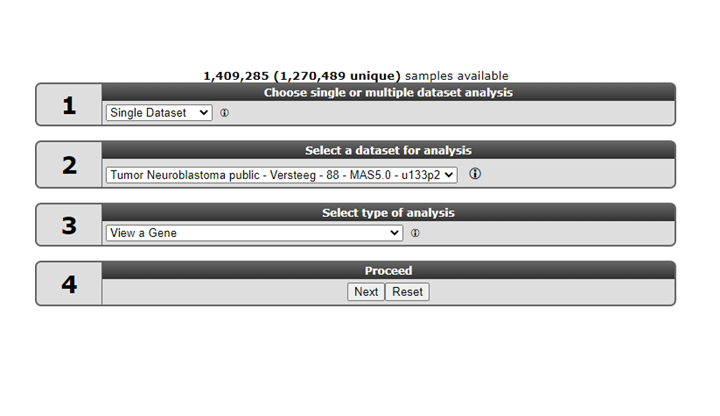 1,409,285 (1,270,489 unique) samples available
1
Choose single or multiple dataset analysis
Single Dataset
2
Select a dataset for analysis
Tumor Neuroblastoma public - Versteeg - 88 - MAS5.0 - u133p2
3
Select type of analysis
View a Gene
4
Proceed
Next Reset